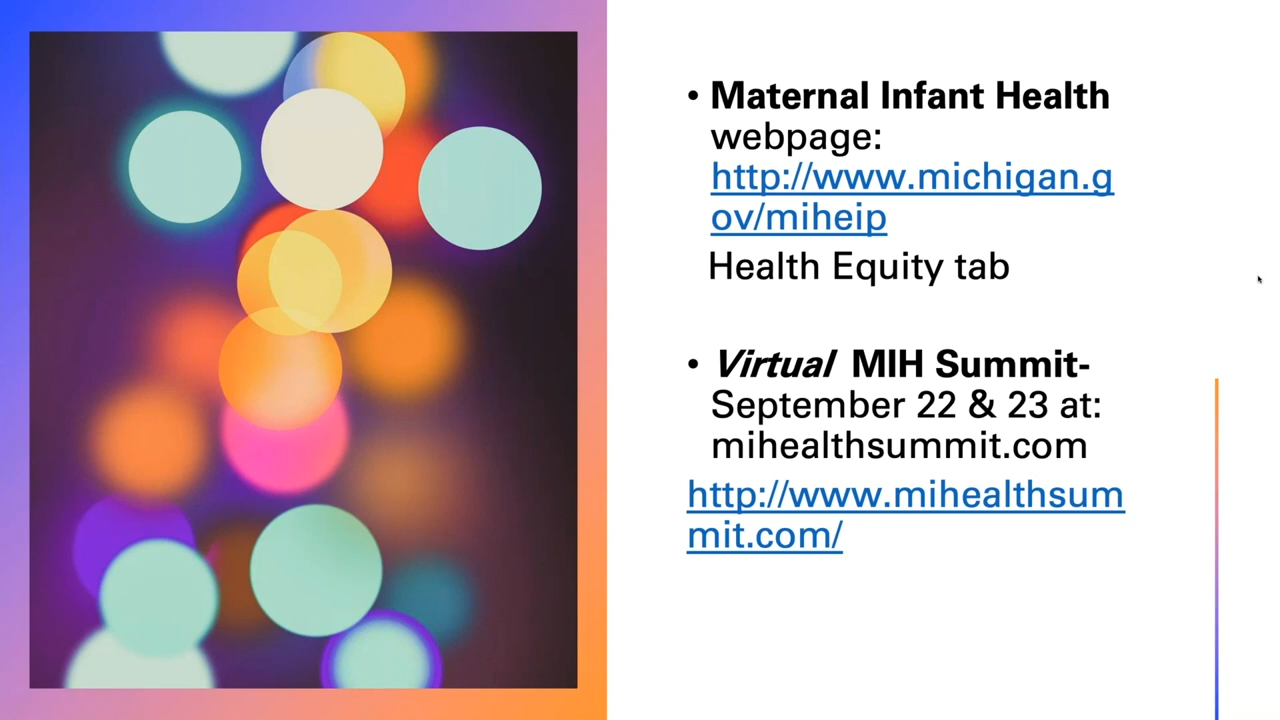 • Maternal Infant Health
webpage:
http://www.michigan.g
ov/miheip
Health Equity tab
• Virtual MIH Summit-
September 22 & 23 at:
mihealthsummit.com
http://www.mihealthsum
mit.com/